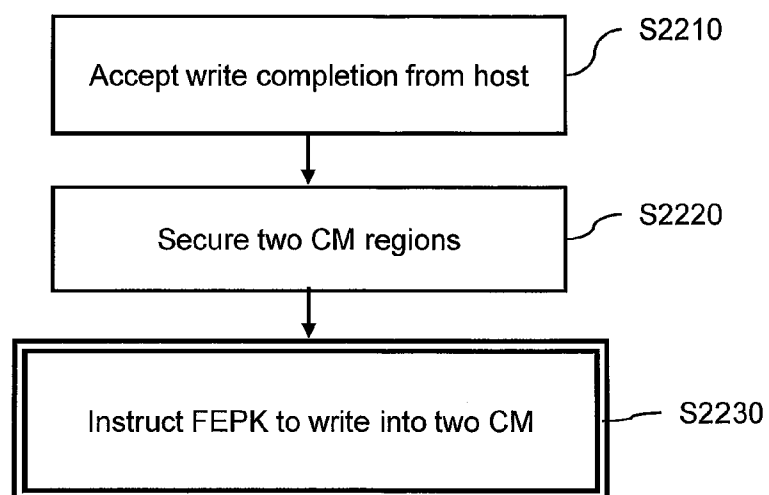 S2210
Accept write completion from host
S2220
Secure two CM regions
Instruct FEPK to write into two CM
S2230